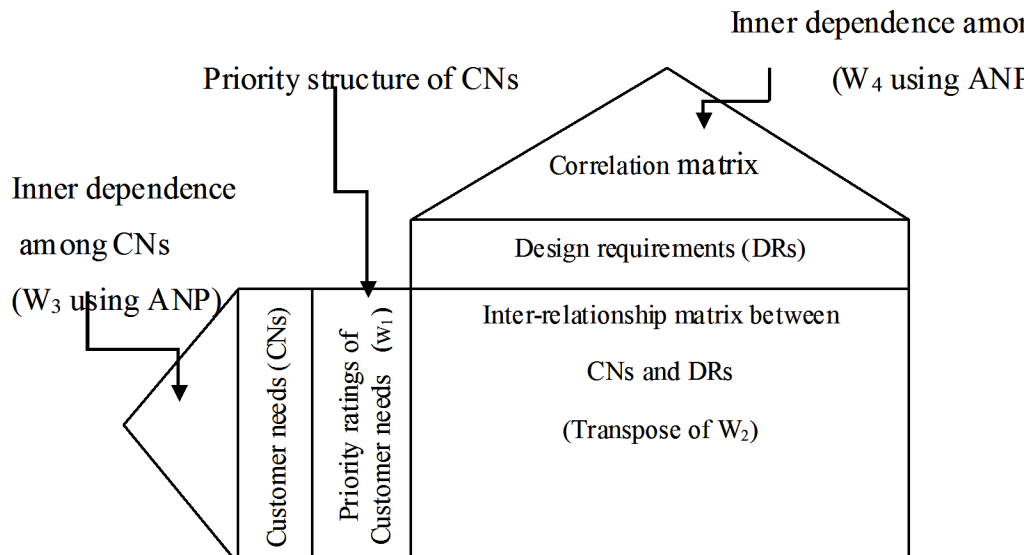 Inner dependence amon
(W4 using ANP
Priority structure of CNs
Correlation matrix
Inner dependence
among CNs
(W3 using ANP)
Design requirements (DRs)
Customer needs (CNs)
Priority ratings of
Customer needs (w1)
Inter-relationship matrix between
CNs and DRs
(Transpose of W2)